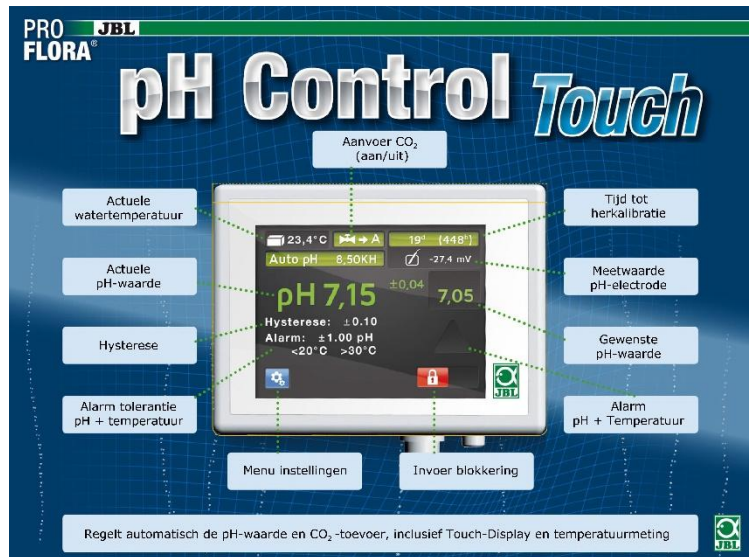 PRO JBL
FLORA®
pH Control Touch
Aanvoer CO₂
(aan/uit)
Actuele
watertemperatuur
Tijd tot
herkalibratie
23,4°C → A 19ᵈ (448ʰ)
Auto pH 8,50KH -27,4 mV
Actuele
pH-waarde
Meetwaarde
pH-electrode
pH 7,15 ±0,04 7,05
Hysterese: ±0.10
Alarm: ±1.00 pH
<20°C >30°C
Hysterese
Gewenste
pH-waarde
JBL
Alarm tolerantie
pH + temperatuur
Alarm
pH + Temperatuur
Menu instellingen
Invoer blokkering
Regelt automatisch de pH-waarde en CO₂ -toevoer, inclusief Touch-Display en temperatuurmeting
JBL